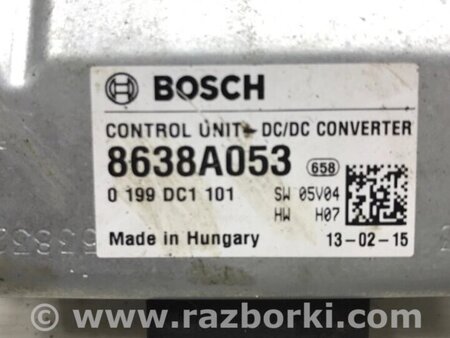 BOSCH
CONTROL UNIT - DC/DC CONVERTER
8638A053 658
0 199 DC1 101 SW 05V04
HW H07
Made in Hungary 13-02-15
www.razborki.com